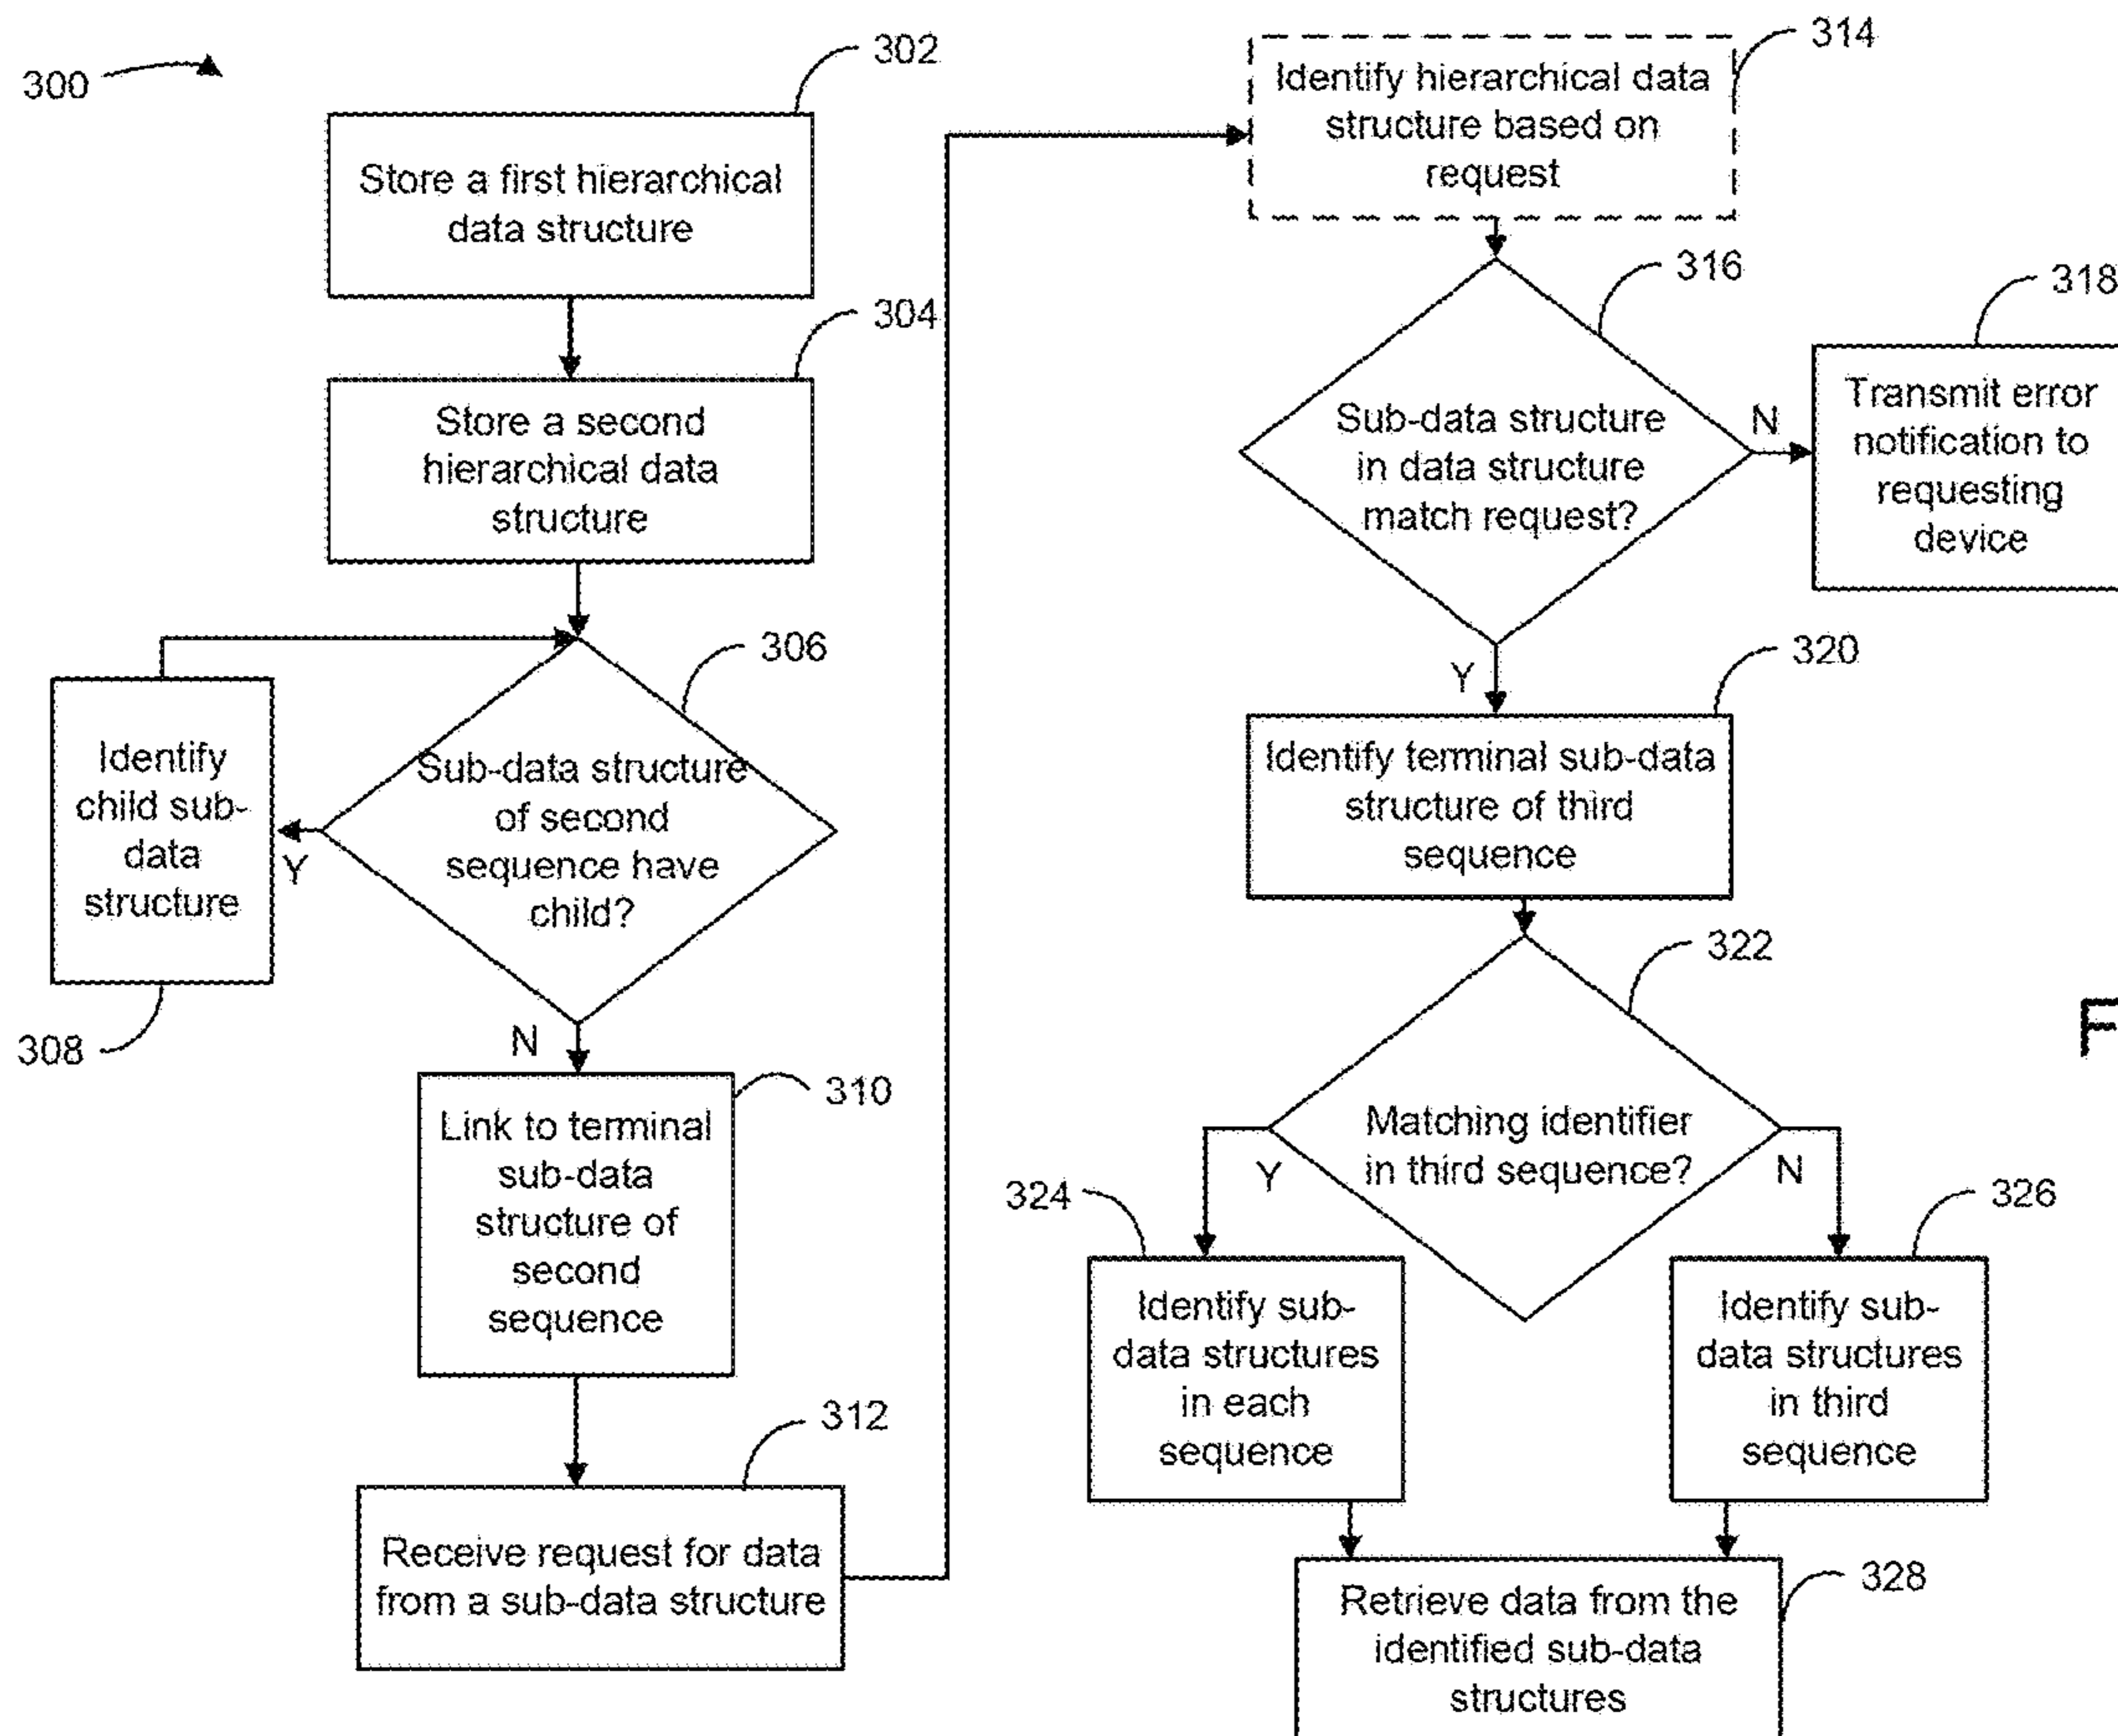 300
302
Store a first hierarchical
data structure
304
Store a second
hierarchical data
structure
306
Sub-data structure
of second
sequence have
child?
Y
Identify
child sub-
data
structure
308
N
310
Link to terminal
sub-data
structure of
second
sequence
312
Receive request for data
from a sub-data structure
314
Identify hierarchical data
structure based on
request
316
Sub-data structure
in data structure
match request?
N
318
Transmit error
notification to
requesting
device
Y
320
Identify terminal sub-data
structure of third
sequence
322
Matching identifier
in third sequence?
Y
N
324
Identify sub-
data structures
in each
sequence
326
Identify sub-
data structures
in third
sequence
328
Retrieve data from the
identified sub-data
structures
F